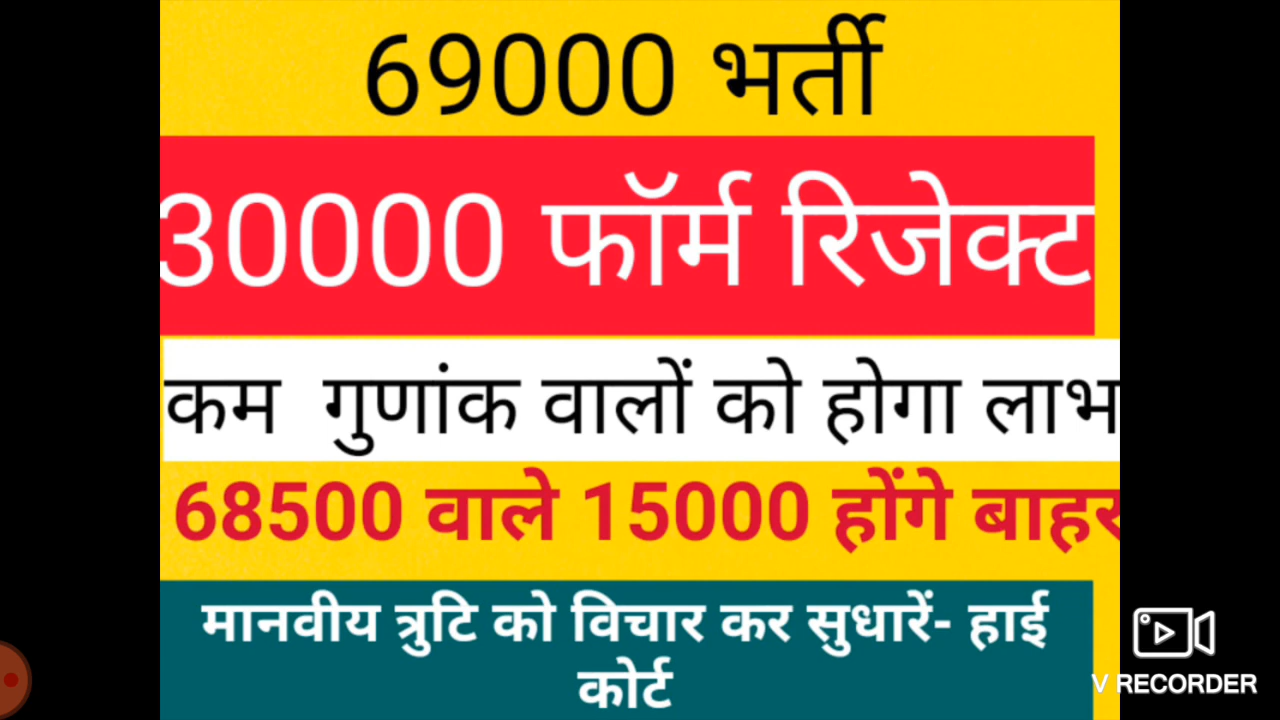 69000 भर्ती
30000 फॉर्म रिजेक्ट
कम गुणांक वालों को होगा लाभ
68500 वाले 15000 होंगे बाहर
मानवीय त्रुटि को विचार कर सुधारें- हाई
कोर्ट
V RECORDER